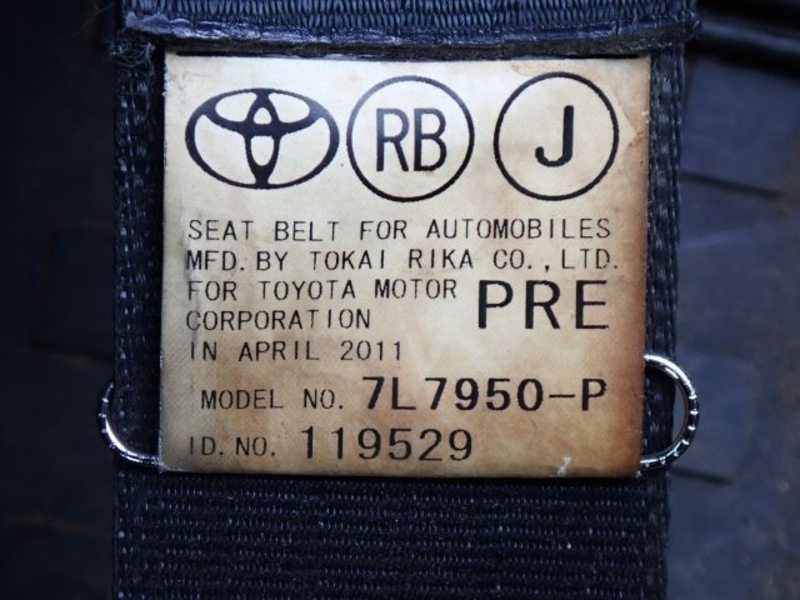 RB J
SEAT BELT FOR AUTOMOBILES
MFD. BY TOKAI RIKA CO.,LTD.
FOR TOYOTA MOTOR PRE
CORPORATION
IN APRIL 2011
MODEL NO. 7L7950-P
ID. NO. 119529